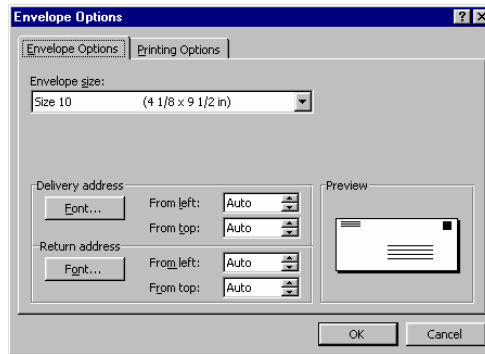 Envelope Options
Envelope Options Printing Options
Envelope size:
Size 10 (4 1/8 x 9 1/2 in)
Delivery address
Font...
From left: Auto
From top: Auto
Return address
Font...
From left: Auto
From top: Auto
Preview
OK Cancel